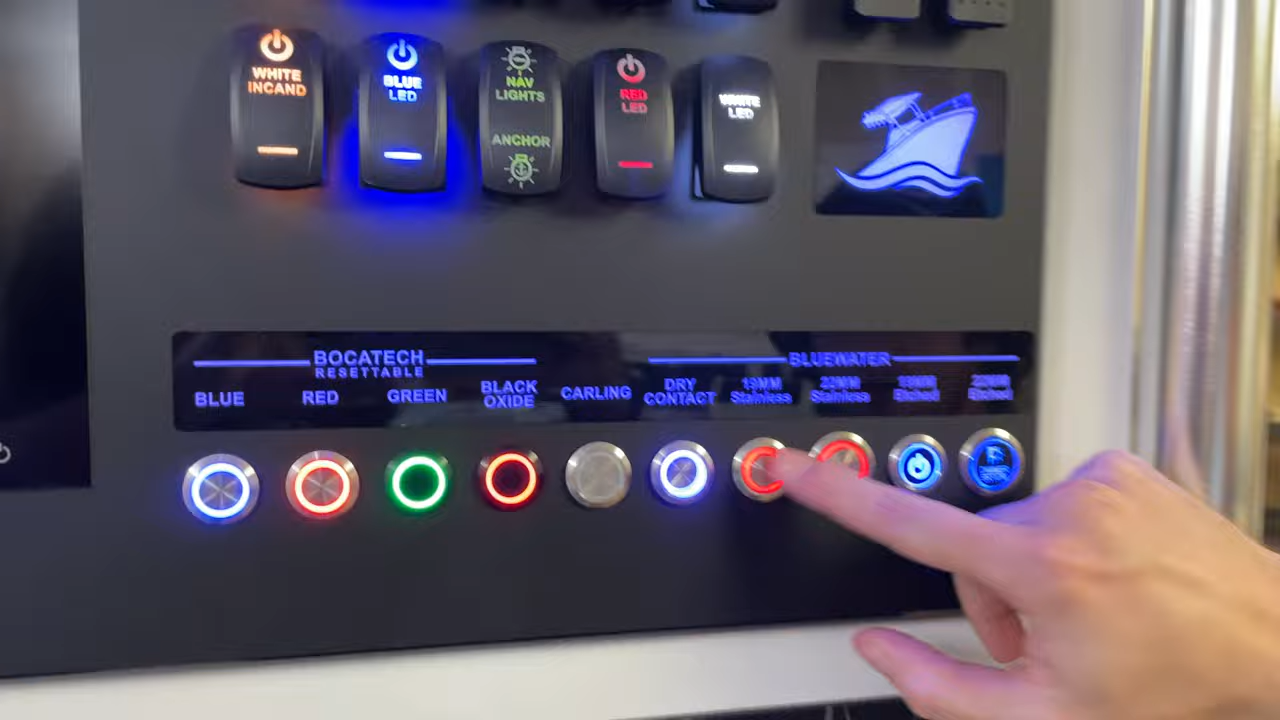 WHITE
INCAND
BLUE
LED
NAV
LIGHTS
ANCHOR
RED
LED
WHITE
LED
BOCATECH
RESETTABLE
BLUE
RED
GREEN
BLACK
OXIDE
CARLING
BLUEWATER
DRY
CONTACT
19MM
Stainless
22MM
Stainless
19MM
Etched
22MM
Etched